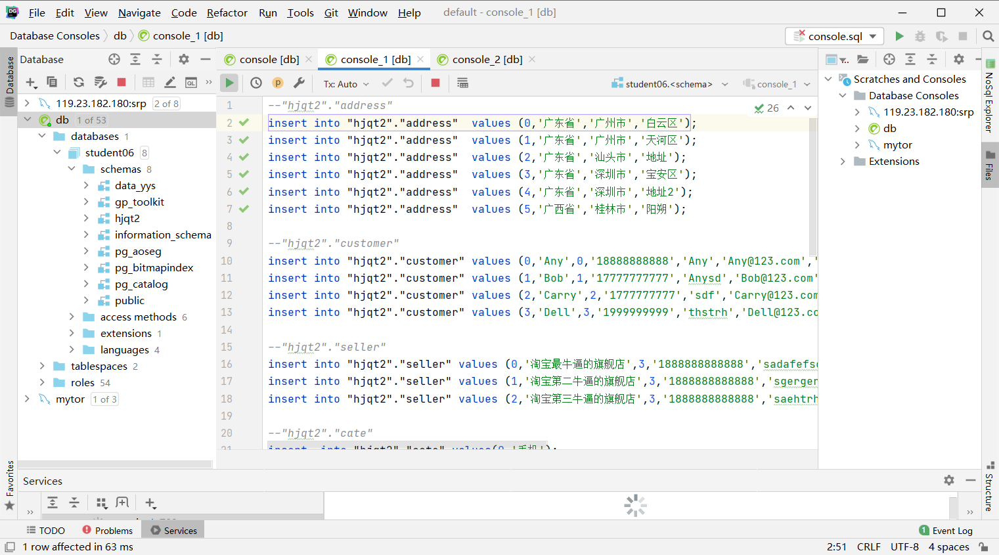 File Edit View Navigate Code Refactor Run Tools Git Window Help default - console_1 [db]
Database Consoles db console_1 [db] console.sql
Database
console [db] console_1 [db] console_2 [db]
Tx: Auto student06.<schema> console_1
119.23.182.180:srp 2 of 8
db 1 of 53
databases 1
student06 8
schemas 8
data_yys
gp_toolkit
hjqt2
information_schema
pg_aoseg
pg_bitmapindex
pg_catalog
public
access methods 6
extensions 1
languages 4
tablespaces 2
roles 54
mytor 1 of 3
26
1 --"hjqt2"."address"
2 insert into "hjqt2"."address"  values (0,'广东省','广州市','白云区');
3 insert into "hjqt2"."address"  values (1,'广东省','广州市','天河区');
4 insert into "hjqt2"."address"  values (2,'广东省','汕头市','地址');
5 insert into "hjqt2"."address"  values (3,'广东省','深圳市','宝安区');
6 insert into "hjqt2"."address"  values (4,'广东省','深圳市','地址2');
7 insert into "hjqt2"."address"  values (5,'广西省','桂林市','阳朔');
8
9 --"hjqt2"."customer"
10 insert into "hjqt2"."customer" values (0,'Any',0,'18888888888','Any','Any@123.com','
11 insert into "hjqt2"."customer" values (1,'Bob',1,'17777777777','Anysd','Bob@123.com'
12 insert into "hjqt2"."customer" values (2,'Carry',2,'1777777777','sdf','Carry@123.com
13 insert into "hjqt2"."customer" values (3,'Dell',3,'1999999999','thstrh','Dell@123.co
14
15 --"hjqt2"."seller"
16 insert into "hjqt2"."seller" values (0,'淘宝最牛逼的旗舰店',3,'1888888888888','sadafefs
17 insert into "hjqt2"."seller" values (1,'淘宝第二牛逼的旗舰店',3,'1888888888888','sgerger
18 insert into "hjqt2"."seller" values (2,'淘宝第三牛逼的旗舰店',3,'1888888888888','saehtrh
19
20 --"hjqt2"."cate"
21 insert  into "hjqt2"."cate" values(0,'手机');
Scratches and Consoles
Database Consoles
119.23.182.180:srp
db
mytor
Extensions
Database
Favorites
NoSql Explorer
Files
Structure
Services
TODO Problems Services 1 Event Log
1 row affected in 63 ms 2:51 CRLF UTF-8 4 spaces